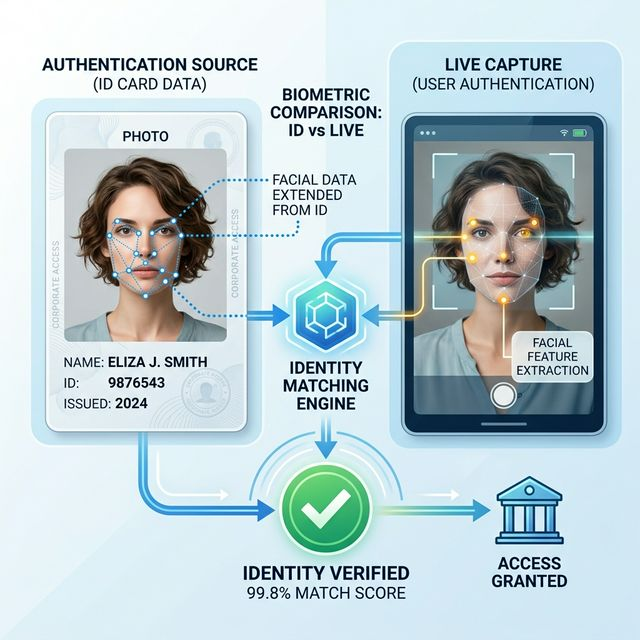 AUTHENTICATION SOURCE
(ID CARD DATA)
PHOTO
CORPORATE ACCESS
CORPORATE ACCESS
NAME: ELIZA J. SMITH
ID: 9876543
ISSUED: 2024
BIOMETRIC
COMPARISON:
ID vs LIVE
FACIAL DATA
EXTENDED
FROM ID
IDENTITY
MATCHING
ENGINE
LIVE CAPTURE
(USER AUTHENTICATION)
FACIAL
FEATURE
EXTRACTION
IDENTITY VERIFIED
99.8% MATCH SCORE
ACCESS
GRANTED